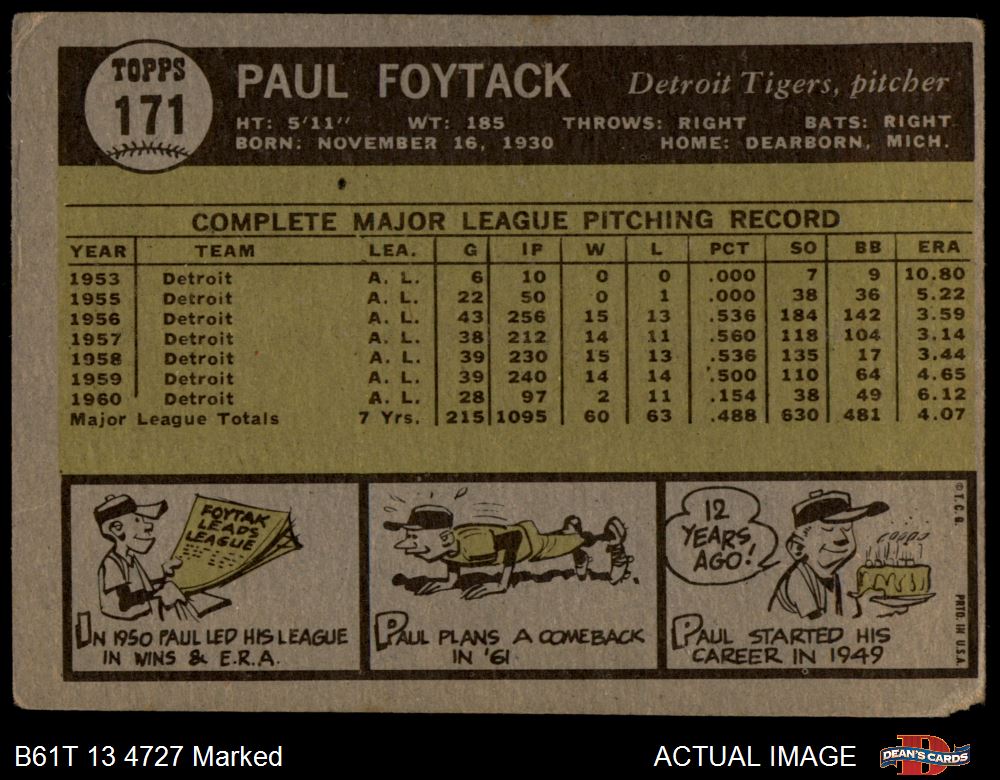 TOPPS
171
PAUL FOYTACK
Detroit Tigers, pitcher
HT: 5'11" WT: 185 THROWS: RIGHT BATS: RIGHT
BORN: NOVEMBER 16, 1930 HOME: DEARBORN, MICH.
COMPLETE MAJOR LEAGUE PITCHING RECORD
YEAR TEAM LEA. G IP W L PCT SO BB ERA
1953 Detroit A. L. 6 10 0 0 .000 7 9 10.80
1955 Detroit A. L. 22 50 0 1 .000 38 36 5.22
1956 Detroit A. L. 43 256 15 13 .536 184 142 3.59
1957 Detroit A. L. 38 212 14 11 .560 118 104 3.14
1958 Detroit A. L. 39 230 15 13 .536 135 17 3.44
1959 Detroit A. L. 39 240 14 14 .500 110 64 4.65
1960 Detroit A. L. 28 97 2 11 .154 38 49 6.12
Major League Totals 7 Yrs. 215 1095 60 63 .488 630 481 4.07
FOYTAK
LEADS
LEAGUE
IN 1950 PAUL LED HIS LEAGUE
IN WINS & E.R.A.
PAUL PLANS A COMEBACK
IN '61
12
YEARS
AGO!
PAUL STARTED HIS
CAREER IN 1949
© T. C. G.
PRTD. IN U.S.A.
B61T 13 4727 Marked
ACTUAL IMAGE
D
DEAN'S CARDS